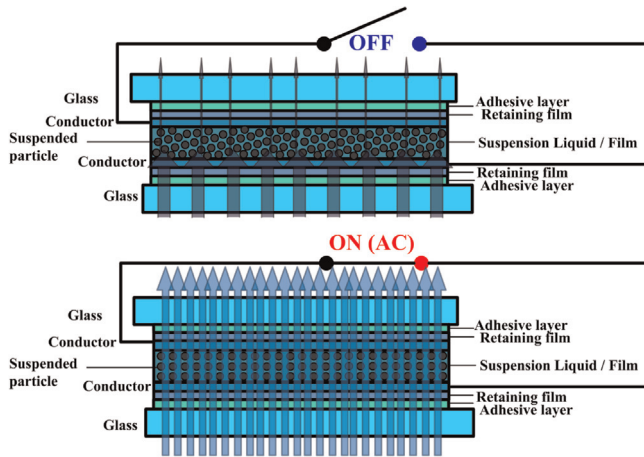 OFF
Glass
Adhesive layer
Retaining film
Conductor
Suspended
particle
Suspension Liquid / Film
Conductor
Retaining film
Adhesive layer
Glass
ON (AC)
Glass
Adhesive layer
Retaining film
Conductor
Suspended
particle
Suspension Liquid / Film
Conductor
Retaining film
Adhesive layer
Glass